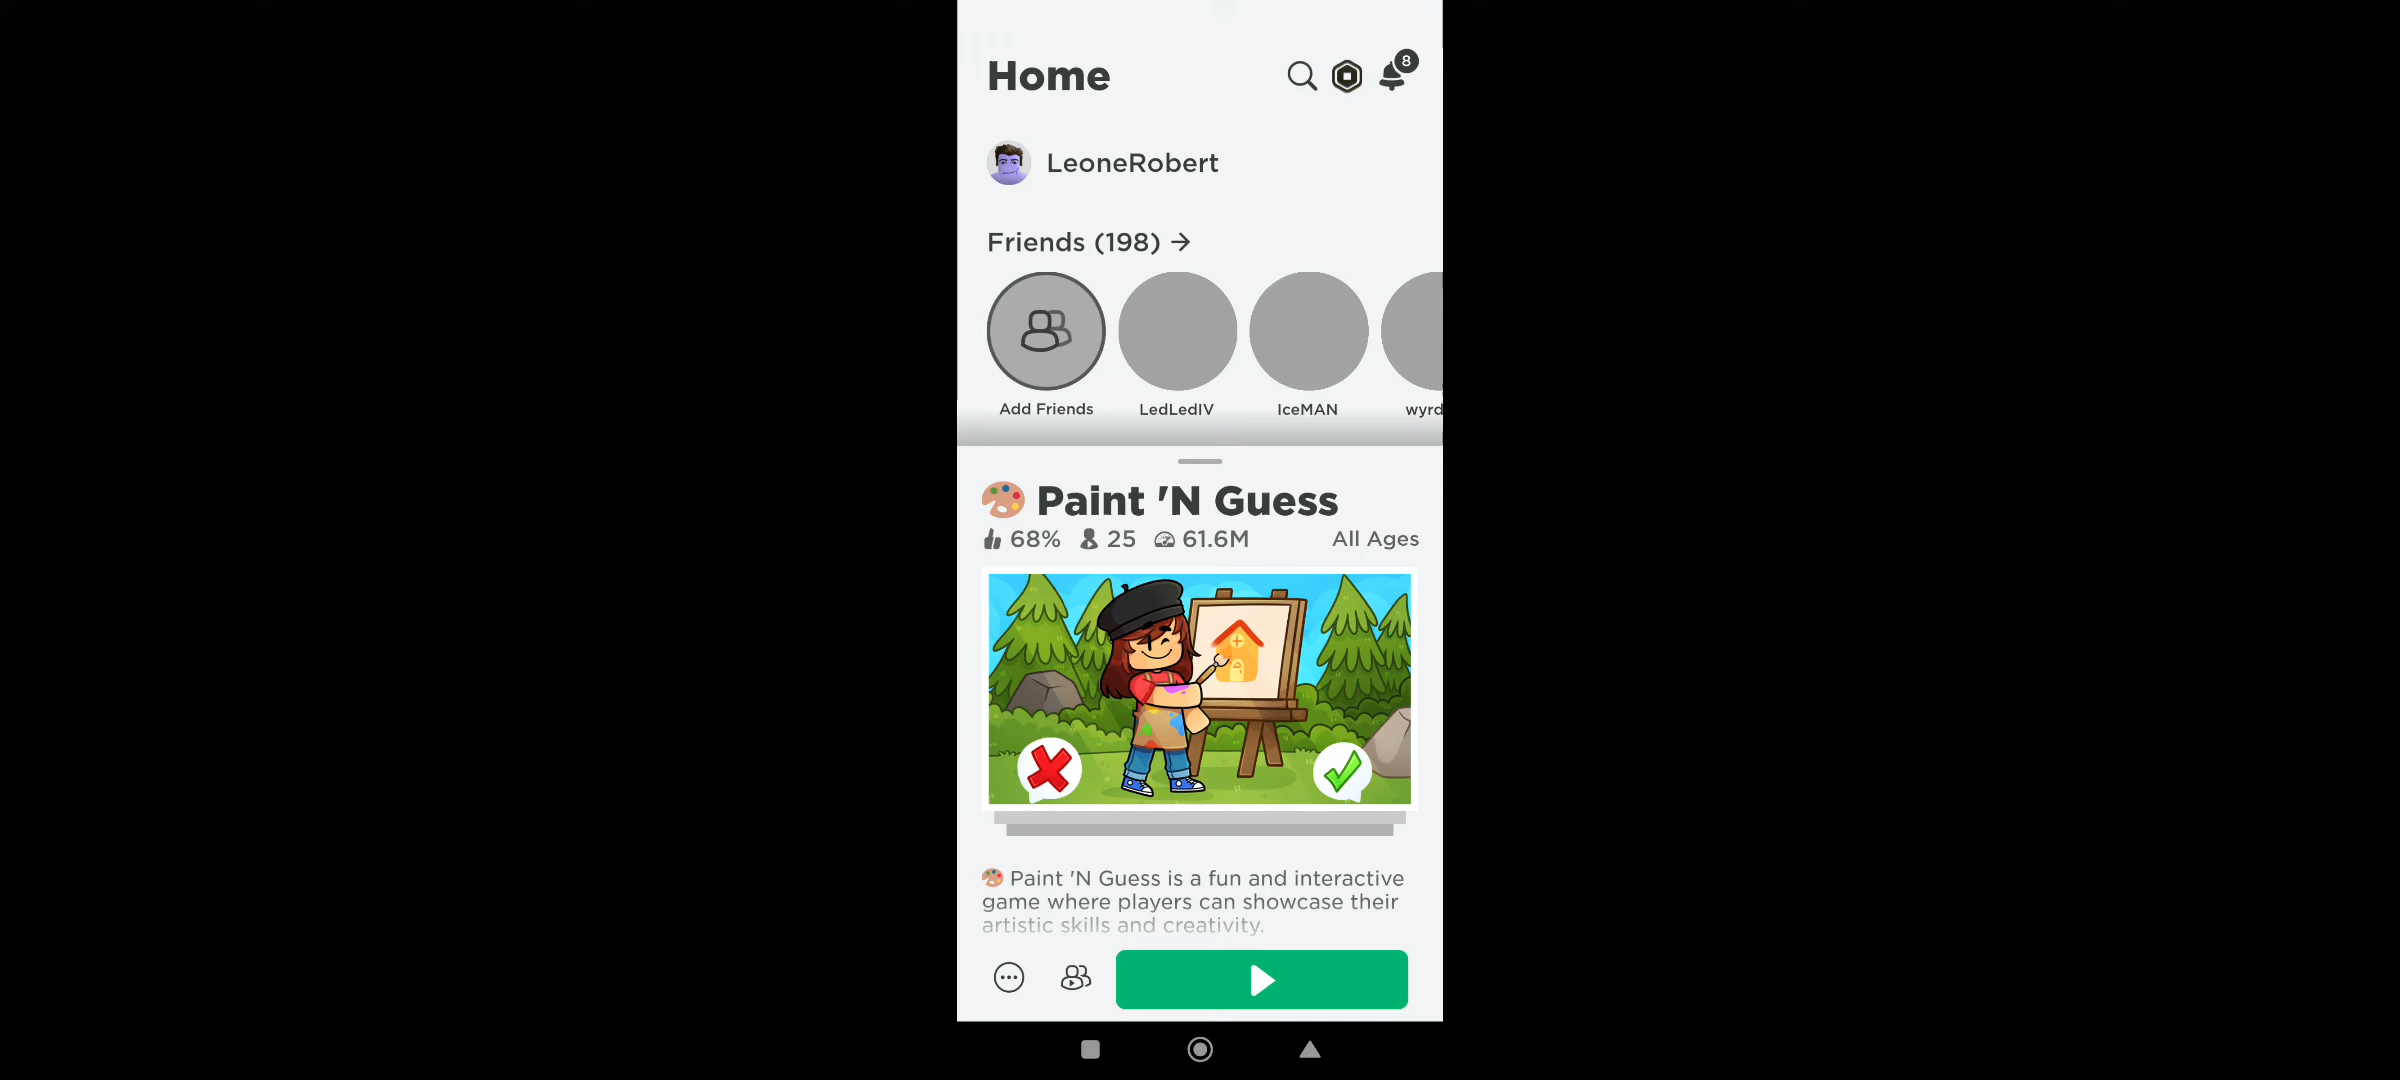 Home
8
LeoneRobert
Friends (198)
Add Friends
LedLedIV
IceMAN
wyrd
Paint 'N Guess
68%
25
61.6M
All Ages
Paint 'N Guess is a fun and interactive
game where players can showcase their
artistic skills and creativity.